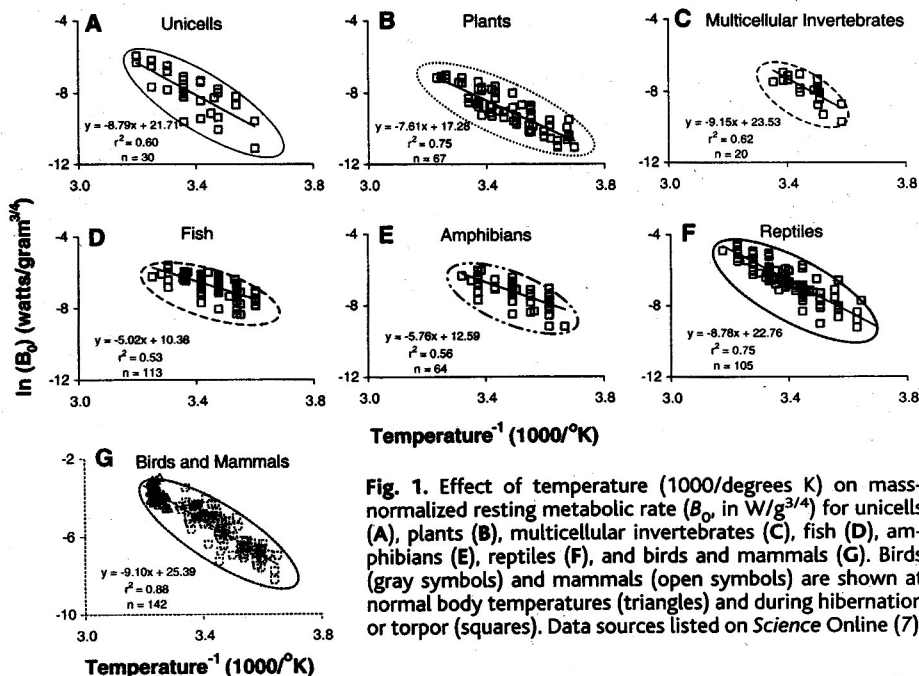 A Unicells
-4
-8
-12
y = -8.79x + 21.71
r² = 0.60
n = 30
3.0 3.4 3.8
B Plants
-4
-8
-12
y = -7.61x + 17.28
r² = 0.75
n = 67
3.0 3.4 3.8
C Multicellular Invertebrates
-4
-8
-12
y = -9.15x + 23.53
r² = 0.62
n = 20
3.0 3.4 3.8
ln (B₀) (watts/gram³/⁴)
D Fish
-4
-8
-12
y = -5.02x + 10.38
r² = 0.53
n = 113
3.0 3.4 3.8
E Amphibians
-4
-8
-12
y = -5.76x + 12.59
r² = 0.56
n = 64
3.0 3.4 3.8
F Reptiles
-4
-8
-12
y = -8.78x + 22.76
r² = 0.75
n = 105
3.0 3.4 3.8
Temperature⁻¹ (1000/°K)
G Birds and Mammals
-2
-6
-10
y = -9.10x + 25.39
r² = 0.88
n = 142
3.0 3.4 3.8
Temperature⁻¹ (1000/°K)
Fig. 1. Effect of temperature (1000/degrees K) on mass-
normalized resting metabolic rate (B₀, in W/g³/⁴) for unicells
(A), plants (B), multicellular invertebrates (C), fish (D), am-
phibians (E), reptiles (F), and birds and mammals (G). Birds
(gray symbols) and mammals (open symbols) are shown at
normal body temperatures (triangles) and during hibernation
or torpor (squares). Data sources listed on Science Online (7)